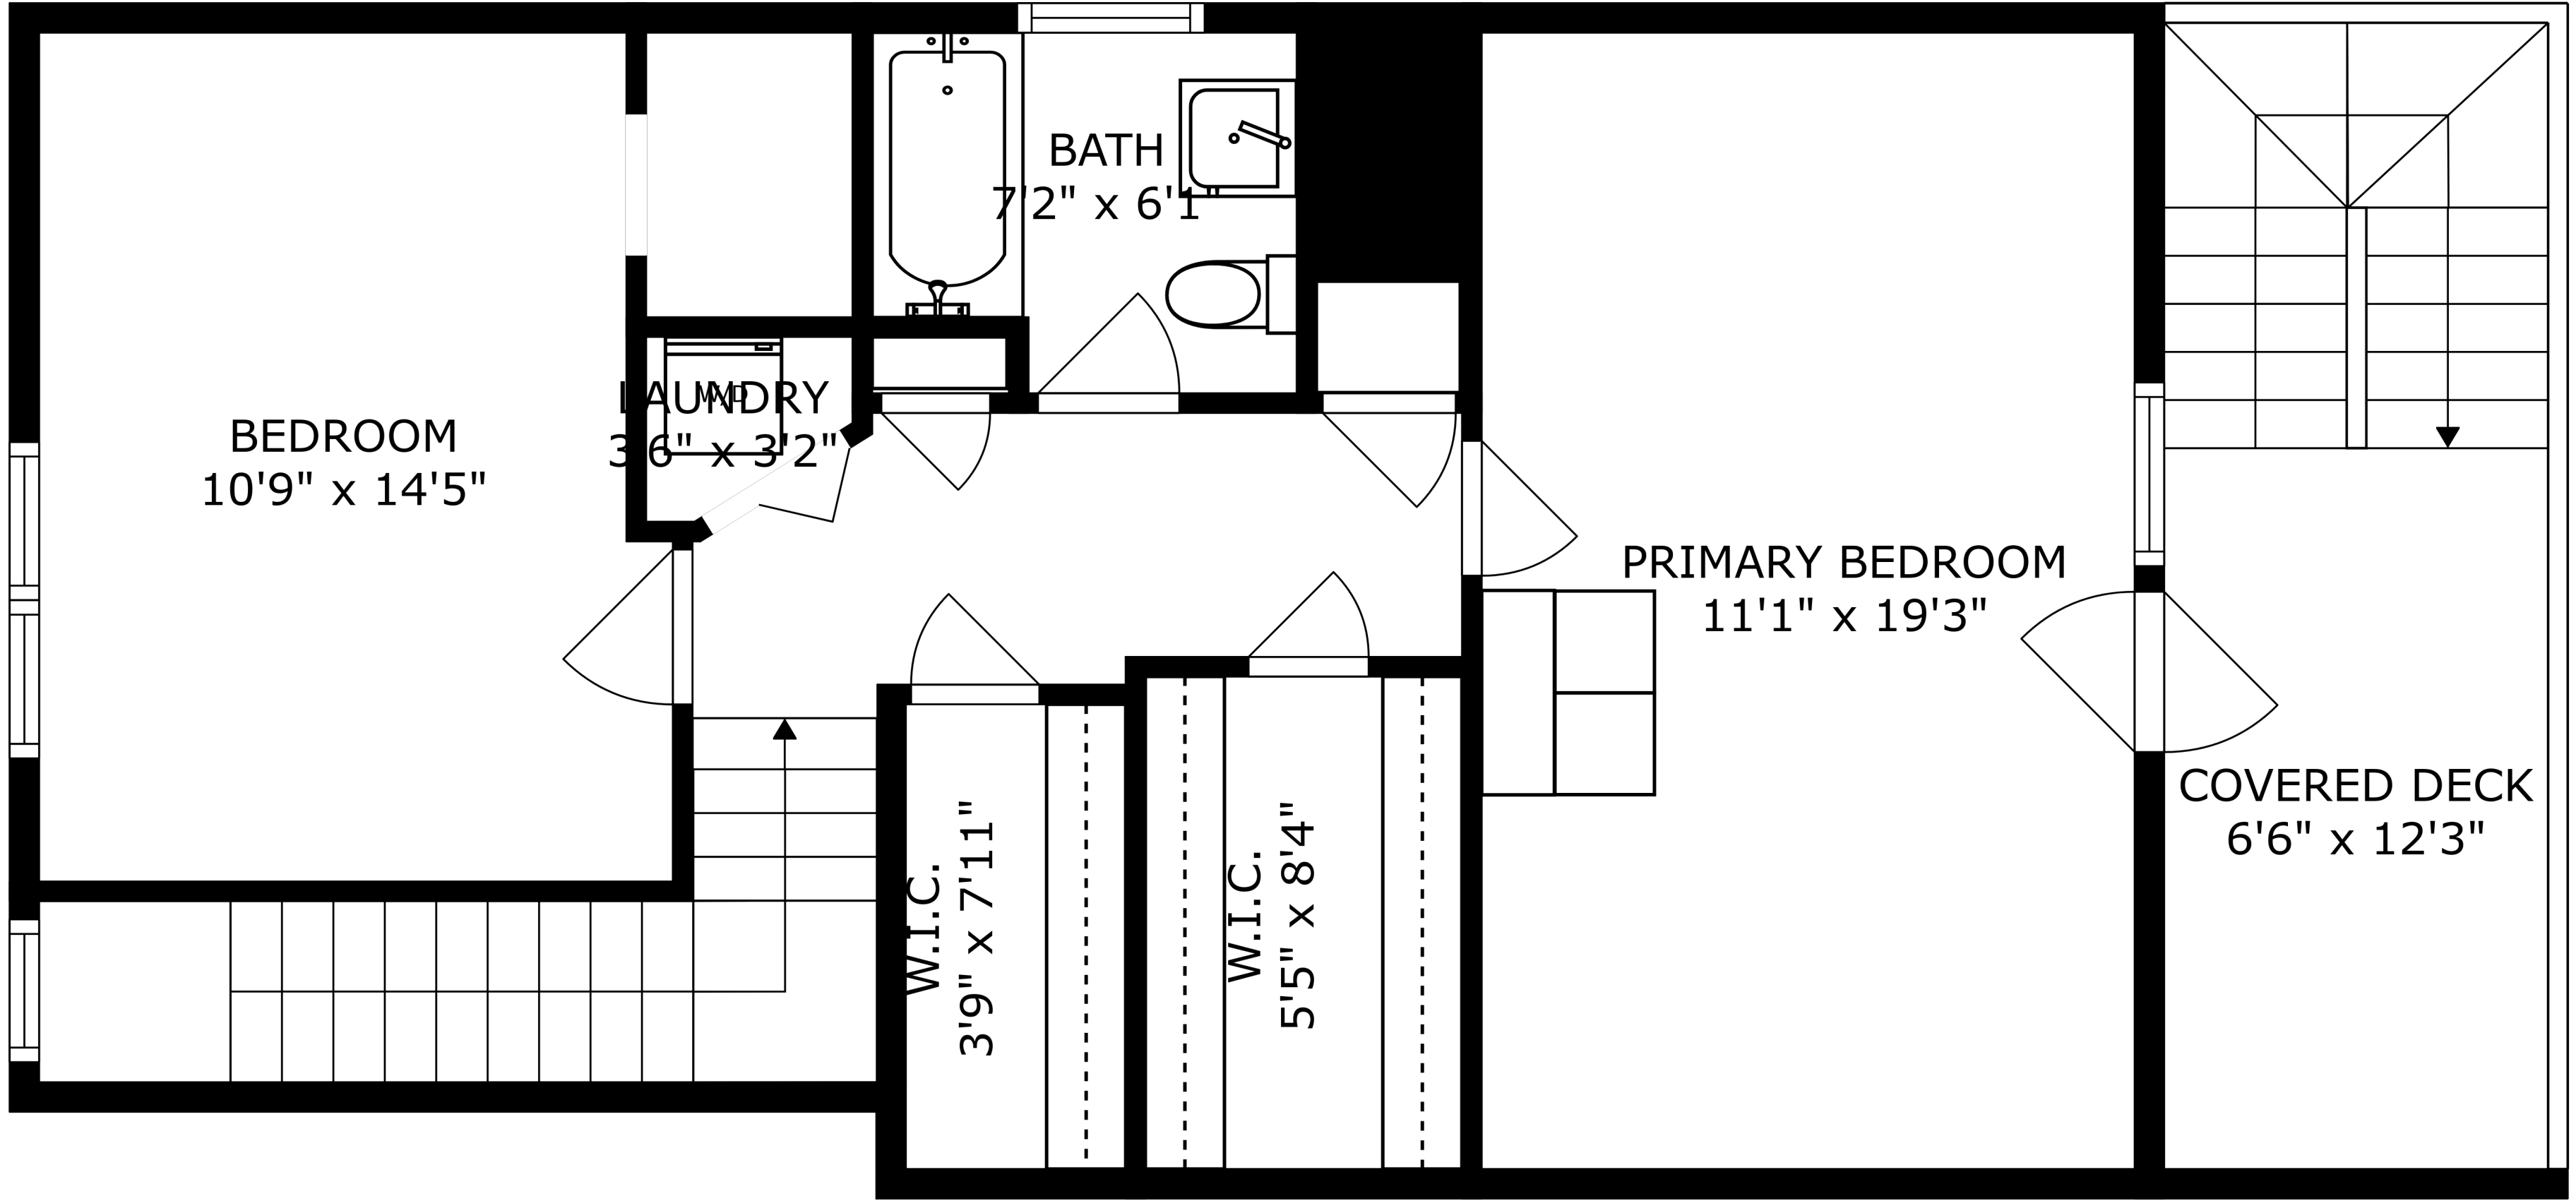 BATH
7'2" x 6'1
W/D
LAUNDRY
3'6" x 3'2"
BEDROOM
10'9" x 14'5"
PRIMARY BEDROOM
11'1" x 19'3"
COVERED DECK
6'6" x 12'3"
W.I.C.
3'9" x 7'11"
W.I.C.
5'5" x 8'4"